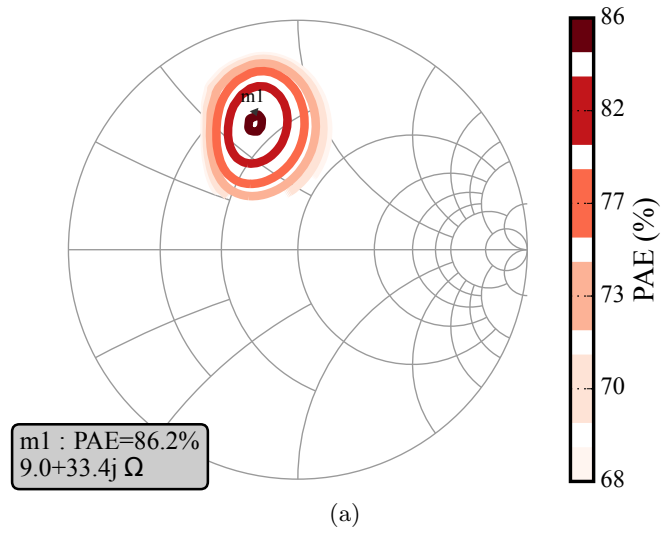 86
m1
82
77
PAE (%)
73
70
m1 : PAE=86.2%
9.0+33.4j Ω
68
(a)